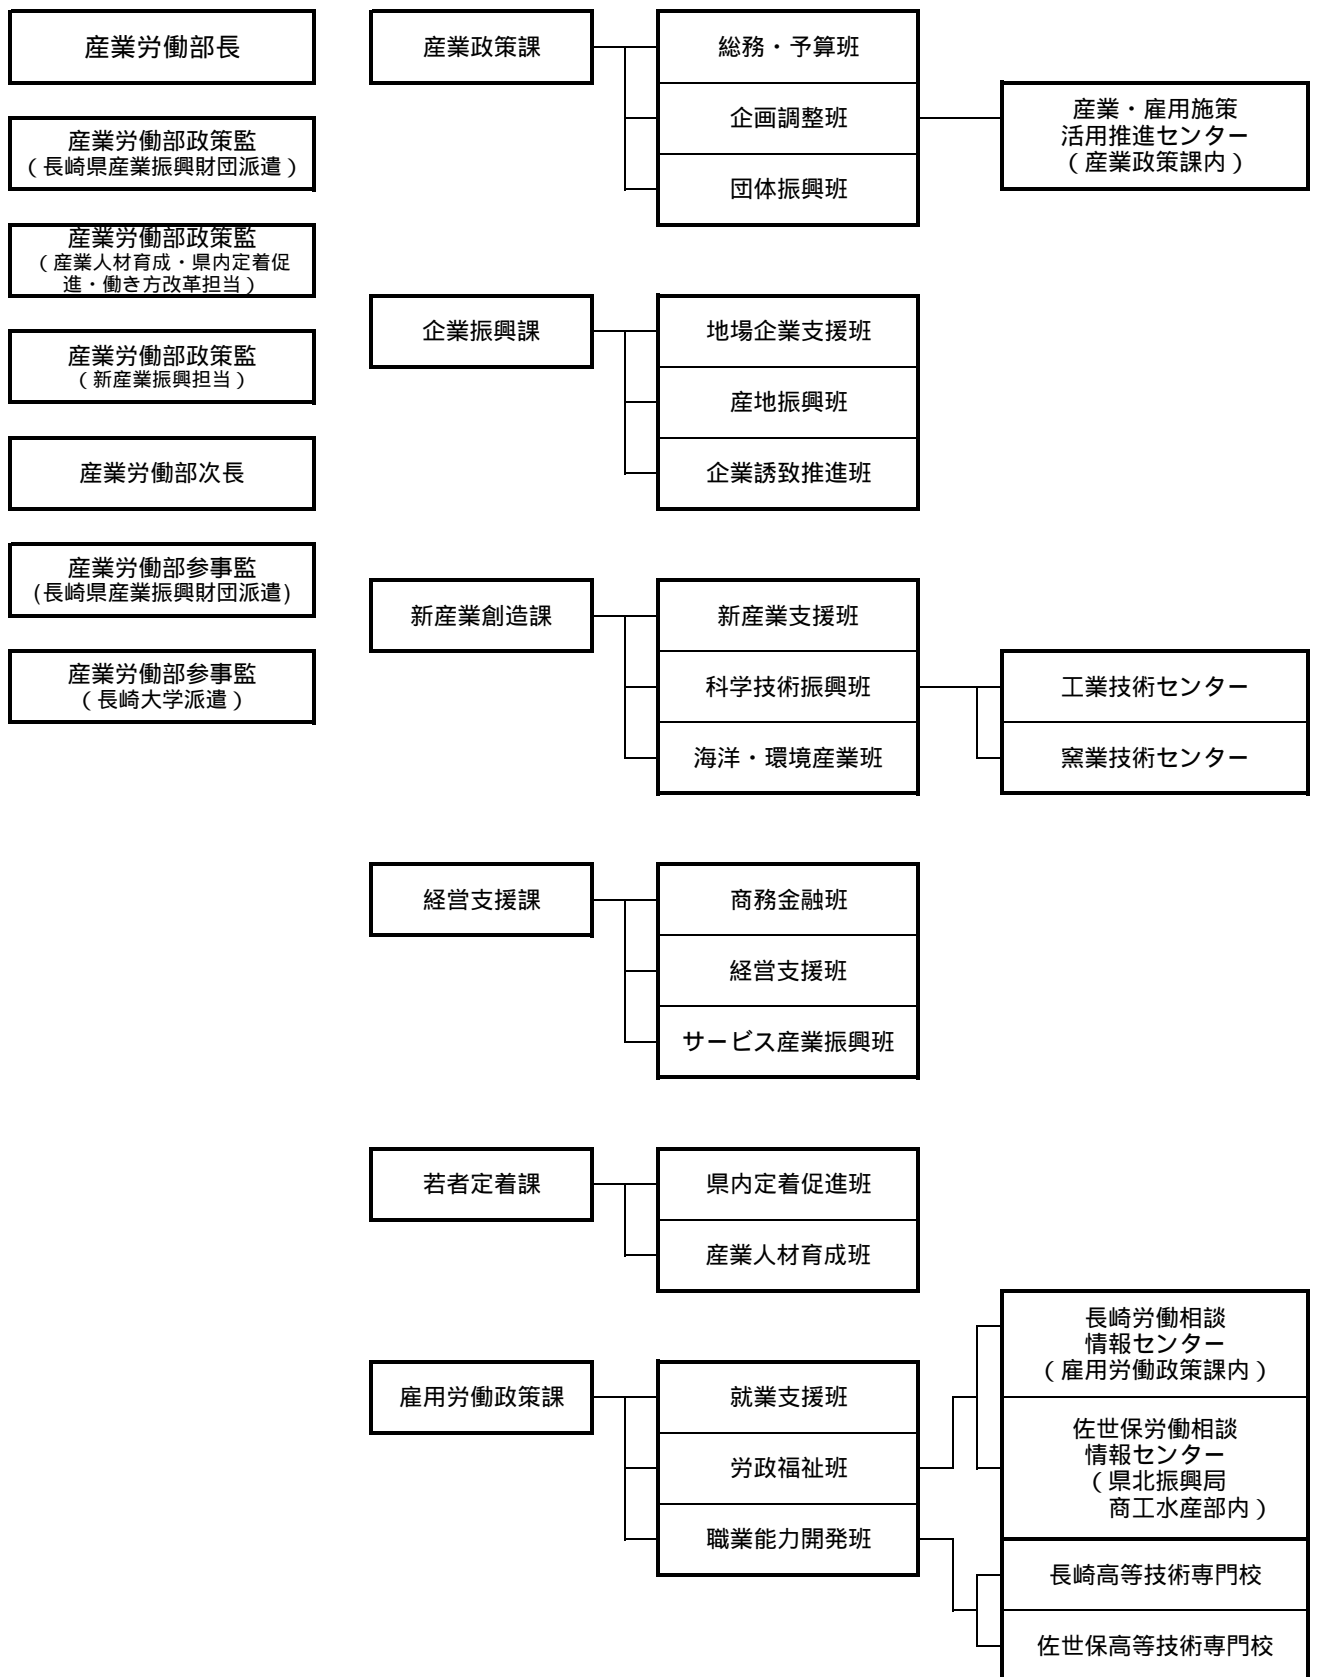 産業労働部長
産業労働部政策監
（長崎県産業振興財団派遣）
産業労働部政策監
（産業人材育成・県内定着促
進・働き方改革担当）
産業労働部政策監
（新産業振興担当）
産業労働部次長
産業労働部参事監
(長崎県産業振興財団派遣)
産業労働部参事監
（長崎大学派遣）
産業政策課
総務・予算班
企画調整班
団体振興班
産業・雇用施策
活用推進センター
（産業政策課内）
企業振興課
地場企業支援班
産地振興班
企業誘致推進班
新産業創造課
新産業支援班
科学技術振興班
海洋・環境産業班
工業技術センター
窯業技術センター
経営支援課
商務金融班
経営支援班
サービス産業振興班
若者定着課
県内定着促進班
産業人材育成班
雇用労働政策課
就業支援班
労政福祉班
職業能力開発班
長崎労働相談
情報センター
（雇用労働政策課内）
佐世保労働相談
情報センター
（県北振興局
商工水産部内）
長崎高等技術専門校
佐世保高等技術専門校